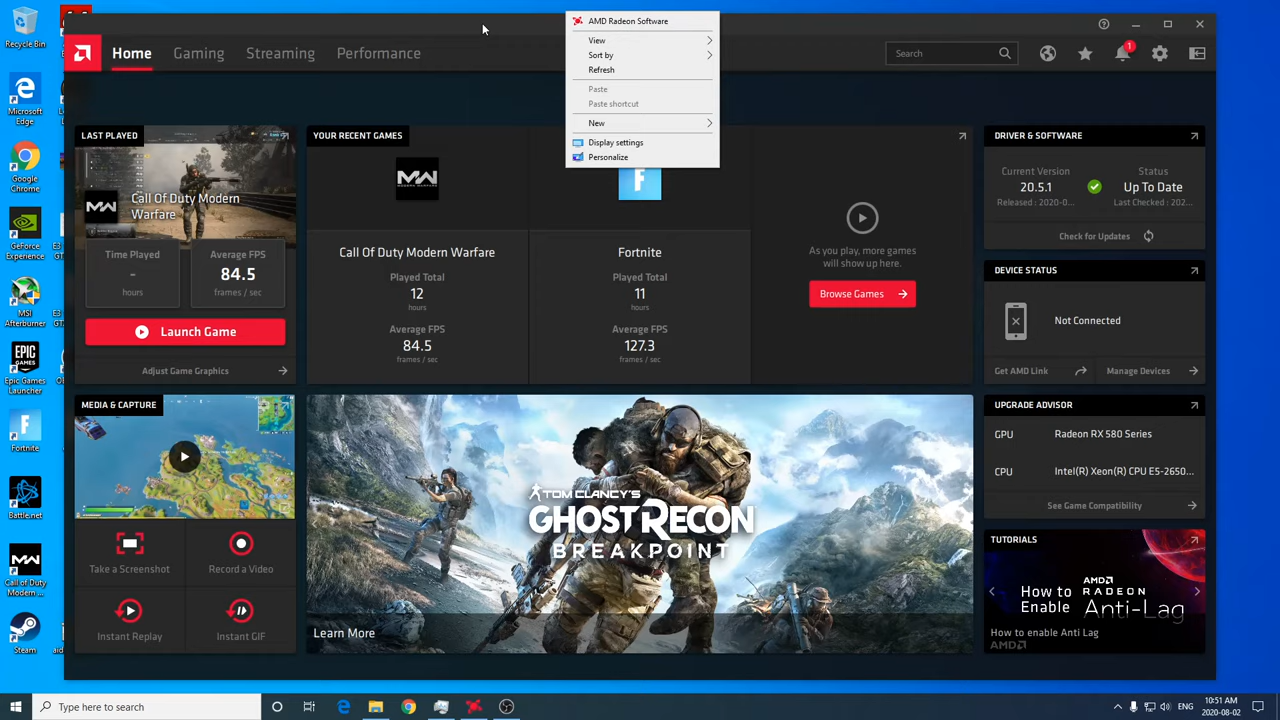 Recycle Bin
Microsoft
Edge
Google
Chrome
GeForce
Experience
MSI
Afterburner
Epic Games
Launcher
Fortnite
Battle.net
Call of Duty
Modern ...
Steam
Home
Gaming
Streaming
Performance
AMD Radeon Software
View
Sort by
Refresh
Paste
Paste shortcut
New
Display settings
Personalize
Search
1
LAST PLAYED
Call Of Duty Modern
Warfare
Time Played
-
hours
Average FPS
84.5
frames / sec
Launch Game
Adjust Game Graphics
YOUR RECENT GAMES
Call Of Duty Modern Warfare
Played Total
12
hours
Average FPS
84.5
frames / sec
Fortnite
Played Total
11
hours
Average FPS
127.3
frames / sec
As you play, more games
will show up here.
Browse Games
DRIVER & SOFTWARE
Current Version
20.5.1
Released : 2020-0...
Status
Up To Date
Last Checked : 202...
Check for Updates
DEVICE STATUS
Not Connected
Get AMD Link
Manage Devices
MEDIA & CAPTURE
Take a Screenshot
Record a Video
Instant Replay
Instant GIF
TOM CLANCY'S
GHOST RECON
BREAKPOINT
Learn More
UPGRADE ADVISOR
GPU
Radeon RX 580 Series
CPU
Intel(R) Xeon(R) CPU E5-2650...
See Game Compatibility
TUTORIALS
How to
Enable
AMD
RADEON
Anti-Lag
How to enable Anti Lag
AMD
Type here to search
ENG
10:51 AM
2020-08-02